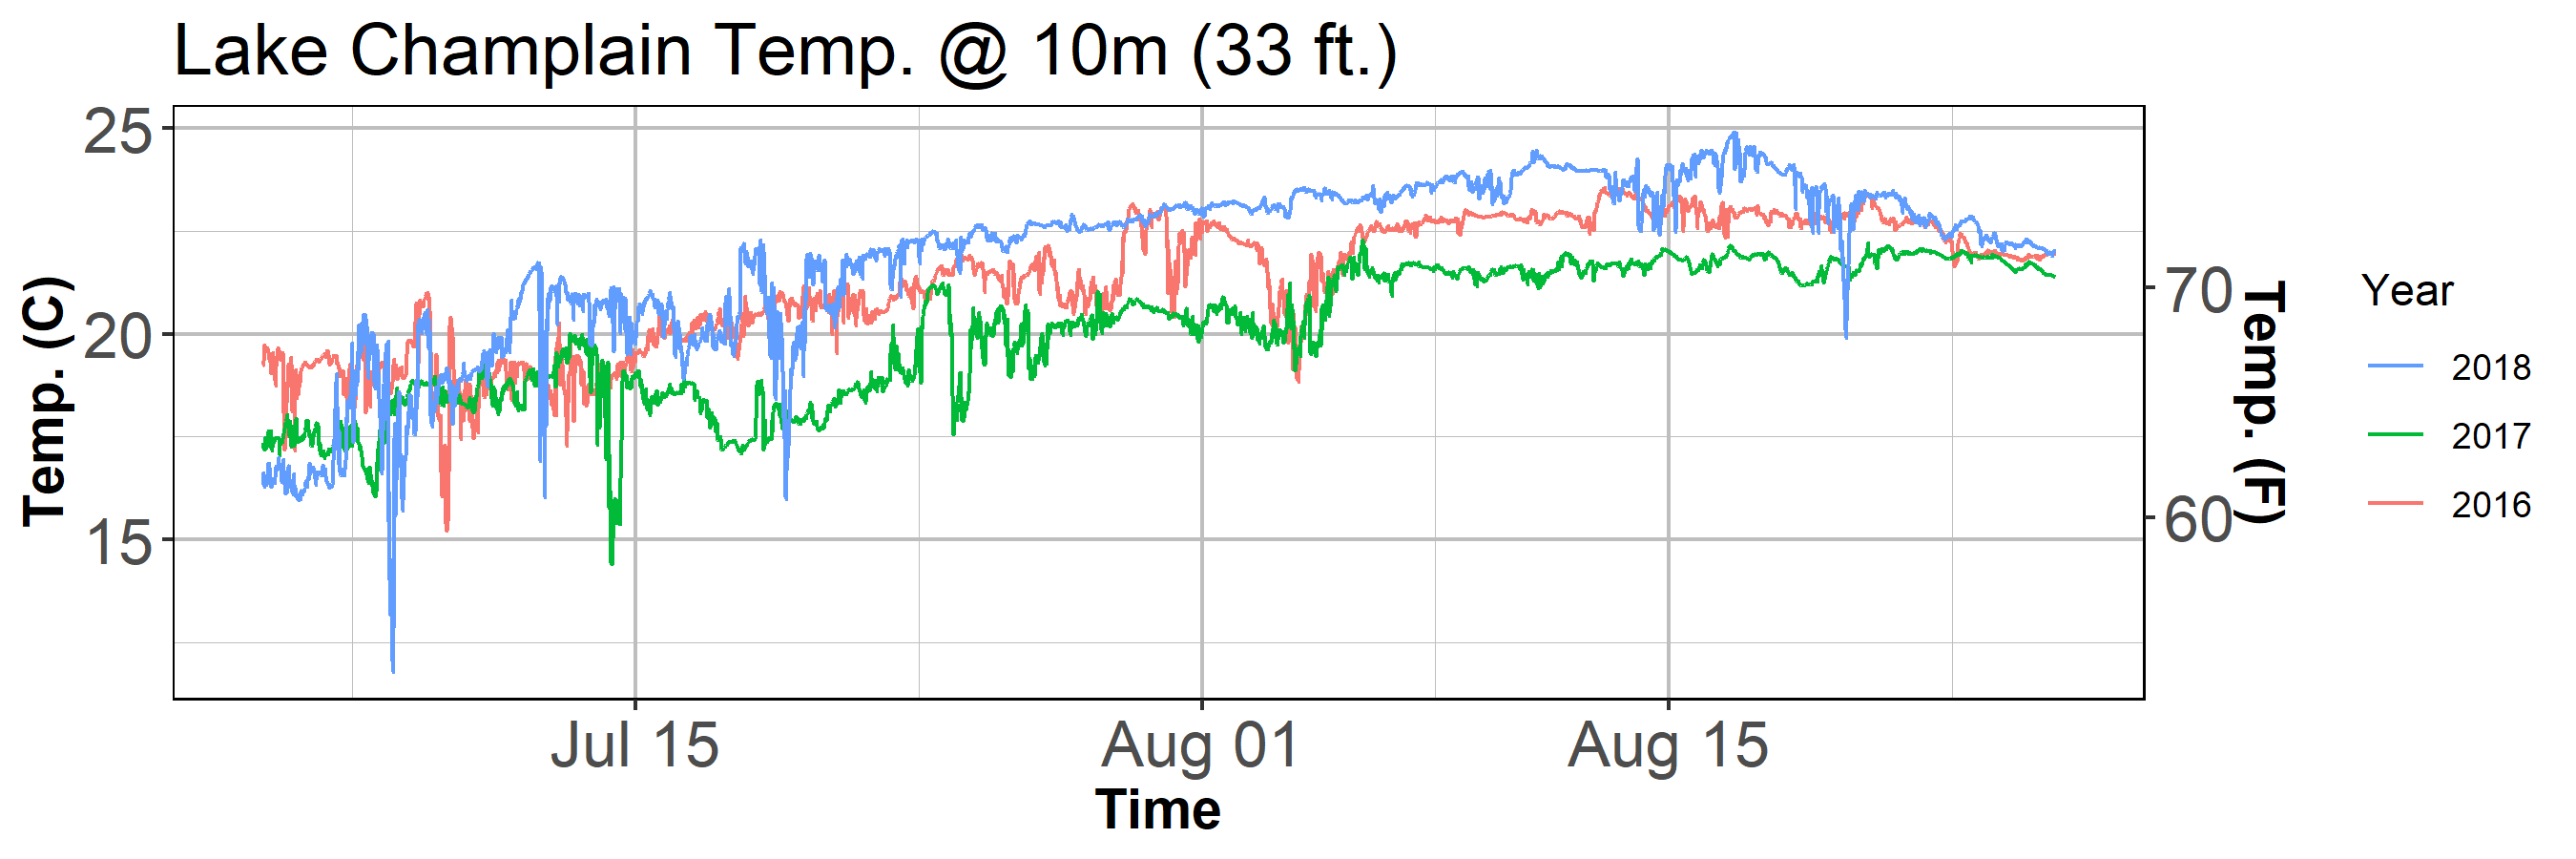 Lake Champlain Temp. @ 10m (33 ft.)
Temp. (C)
25
20
15
Jul 15
Aug 01
Aug 15
Time
70
60
Temp. (F)
Year
2018
2017
2016